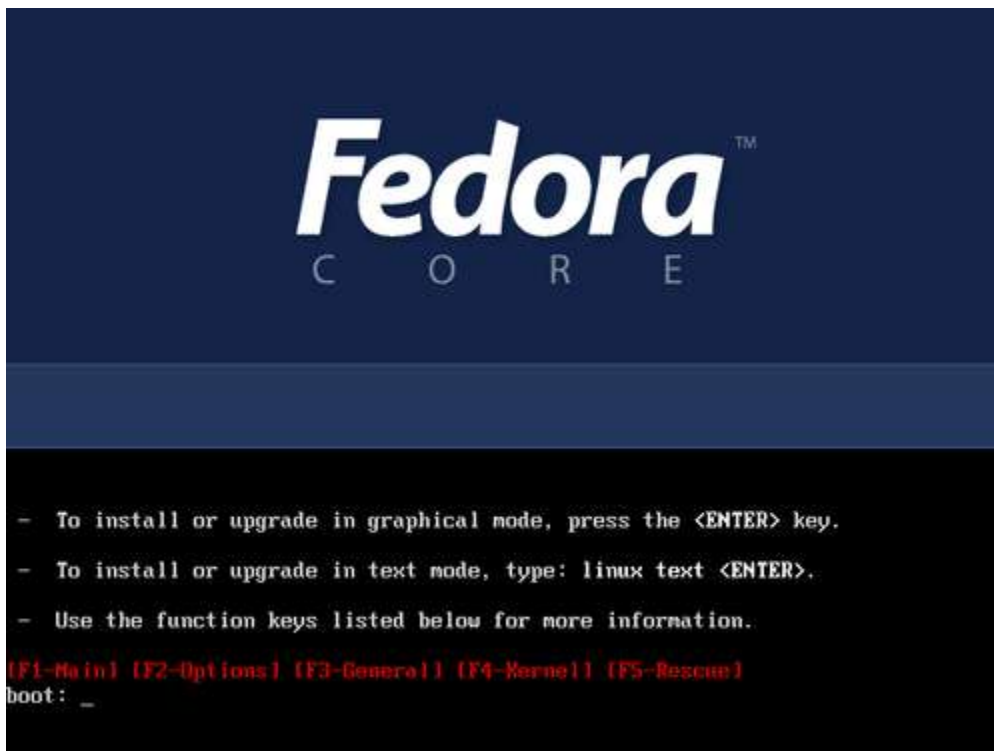 Fedora™
CORE
- To install or upgrade in graphical mode, press the <ENTER> key.
- To install or upgrade in text mode, type: linux text <ENTER>.
- Use the function keys listed below for more information.
[F1-Main] [F2-Options] [F3-General] [F4-Kernel] [F5-Rescue]
boot: _